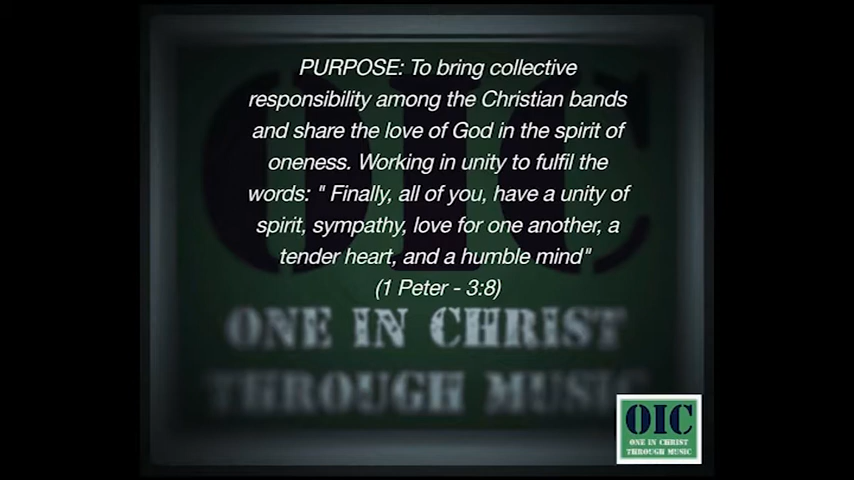 PURPOSE: To bring collective
responsibility among the Christian bands
and share the love of God in the spirit of
oneness. Working in unity to fulfil the
words: " Finally, all of you, have a unity of
spirit, sympathy, love for one another, a
tender heart, and a humble mind"
(1 Peter - 3:8)
OIC
ONE IN CHRIST
THROUGH MUSIC
OIC
ONE IN CHRIST
THROUGH MUSIC